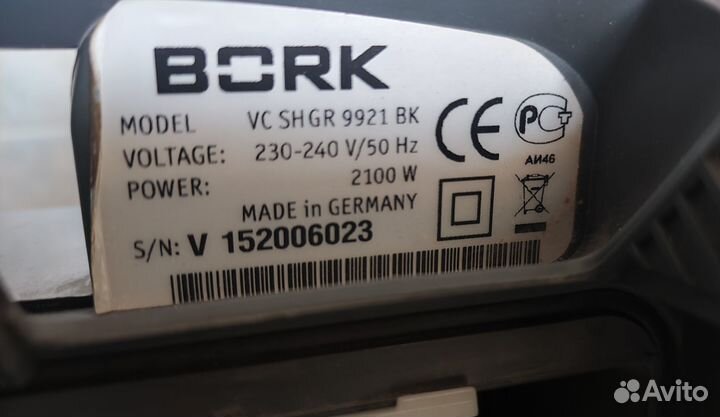 BORK
MODEL VC SHGR 9921 BK
VOLTAGE: 230-240 V/50 Hz
POWER: 2100 W
MADE in GERMANY
S/N: V 152006023
CE
РСТ
АИ46
Avito